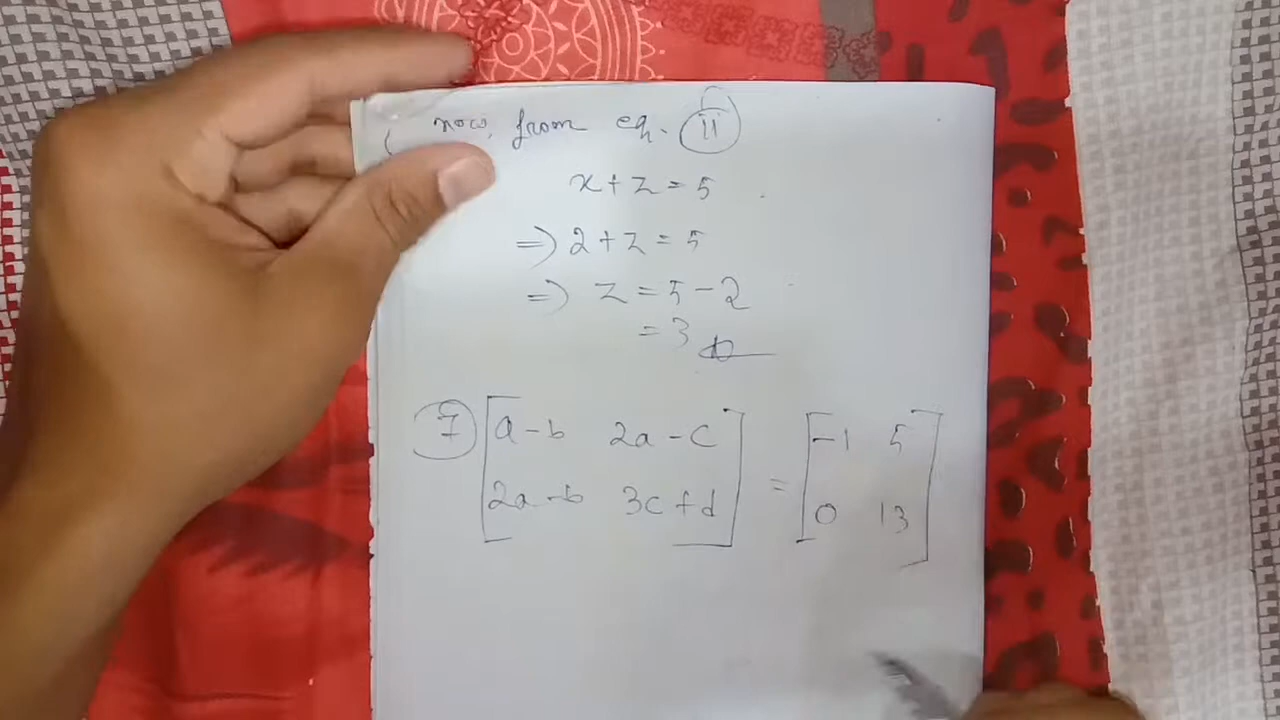 now, from eq. (ii)
x + z = 5
=> 2 + z = 5
=> z = 5 - 2
= 3
7 [a - b 2a - c
2a - b 3c + d] = [-1 5
0 13]